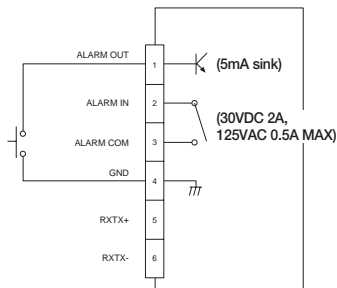 ALARM OUT 1 (5mA sink)
ALARM IN 2 (30VDC 2A,
125VAC 0.5A MAX)
ALARM COM 3
GND 4
RXTX+ 5
RXTX- 6